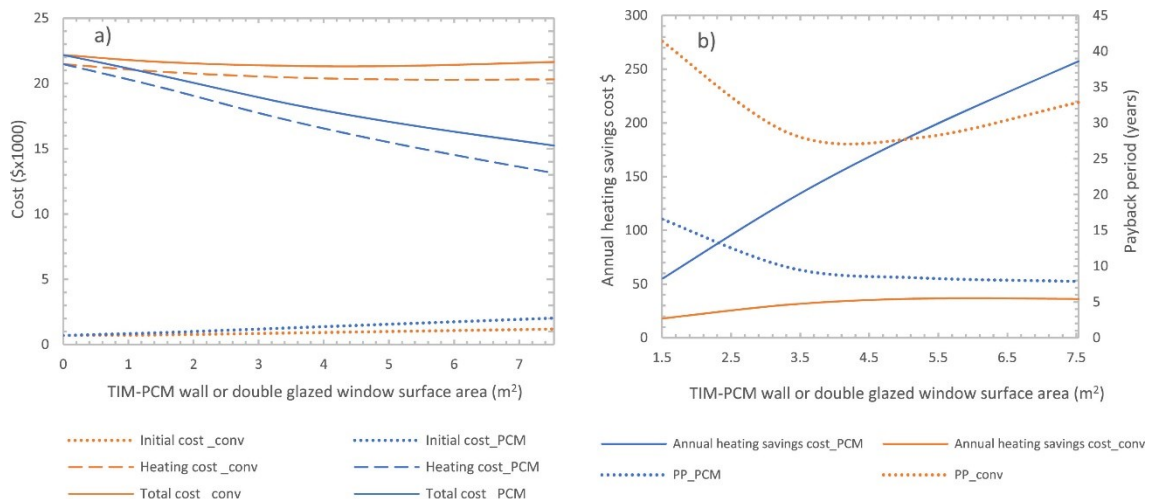 a)
25
20
15
10
5
0
Cost ($x1000)
0 1 2 3 4 5 6 7
TIM-PCM wall or double glazed window surface area (m²)
Initial cost _conv
Initial cost_PCM
Heating cost _conv
Heating cost_PCM
Total cost _conv
Total cost _PCM
b)
300
250
200
150
100
50
0
Annual heating savings cost $
45
40
35
30
25
20
15
10
5
0
Payback period (years)
1.5 2.5 3.5 4.5 5.5 6.5 7.5
TIM-PCM wall or double glazed window surface area (m²)
Annual heating savings cost_PCM
Annual heating savings cost_conv
PP_PCM
PP_conv